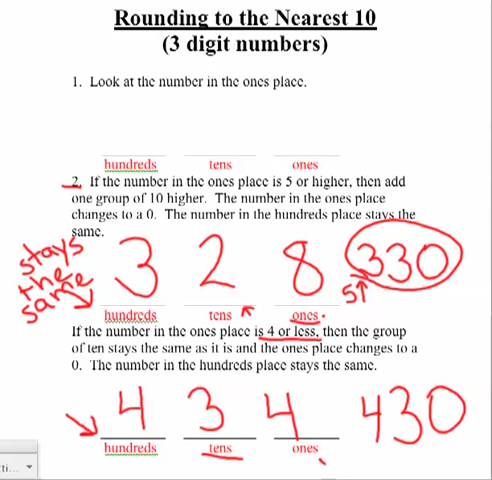 Rounding to the Nearest 10
(3 digit numbers)
1. Look at the number in the ones place.
hundreds tens ones
2. If the number in the ones place is 5 or higher, then add
one group of 10 higher. The number in the ones place
changes to a 0. The number in the hundreds place stays the
same.
stays
the
same
3 2 8 330
5↑
hundreds tens ones
If the number in the ones place is 4 or less, then the group
of ten stays the same as it is and the ones place changes to a
0. The number in the hundreds place stays the same.
4 3 4 430
hundreds tens ones
ti...